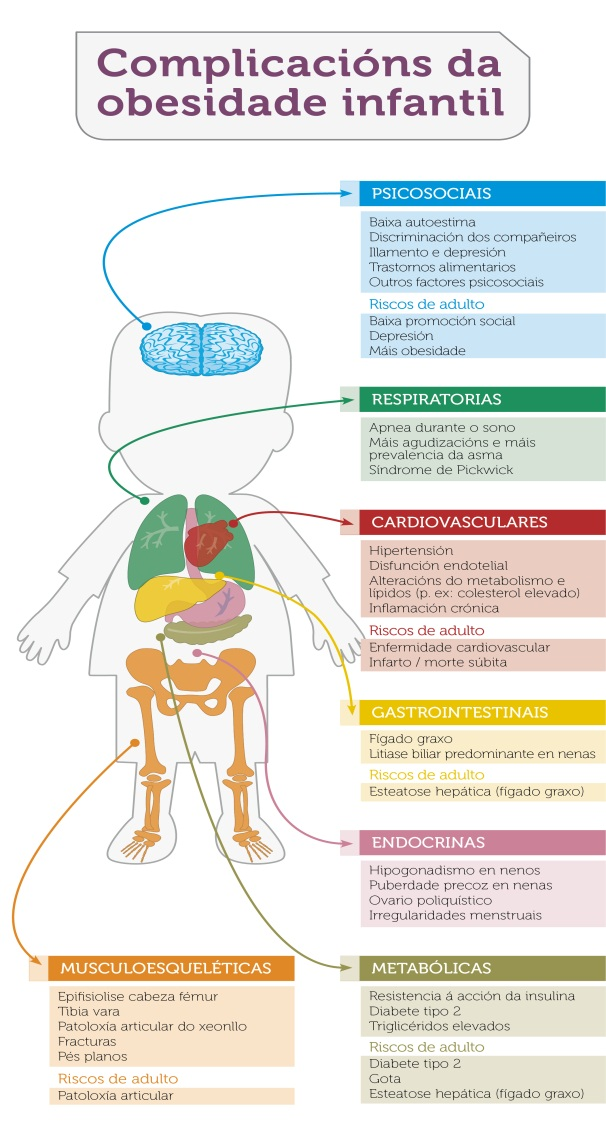 Complicacións da
obesidade infantil
PSICOSOCIAIS
Baixa autoestima
Discriminación dos compañeiros
Illamento e depresión
Trastornos alimentarios
Outros factores psicosociais
Riscos de adulto
Baixa promoción social
Depresión
Máis obesidade
RESPIRATORIAS
Apnea durante o sono
Máis agudizacións e máis
prevalencia da asma
Síndrome de Pickwick
CARDIOVASCULARES
Hipertensión
Disfunción endotelial
Alteracións do metabolismo e
lípidos (p. ex: colesterol elevado)
Inflamación crónica
Riscos de adulto
Enfermidade cardiovascular
Infarto / morte súbita
GASTROINTESTINAIS
Fígado graxo
Litiase biliar predominante en nenas
Riscos de adulto
Esteatose hepática (fígado graxo)
ENDOCRINAS
Hipogonadismo en nenos
Puberdade precoz en nenas
Ovario poliquístico
Irregularidades menstruais
MUSCULOESQUELÉTICAS
Epifisiolise cabeza fémur
Tibia vara
Patoloxía articular do xeonllo
Fracturas
Pés planos
Riscos de adulto
Patoloxía articular
METABÓLICAS
Resistencia á acción da insulina
Diabete tipo 2
Triglicéridos elevados
Riscos de adulto
Diabete tipo 2
Gota
Esteatose hepática (fígado graxo)